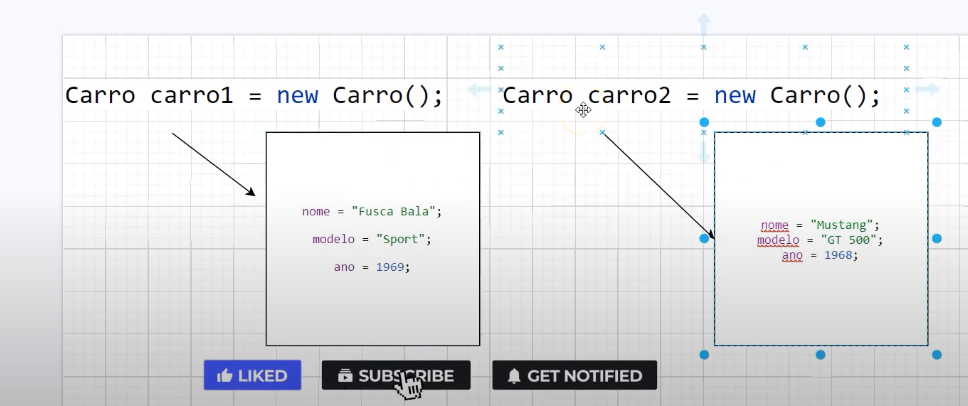 Carro carro1 = new Carro();
Carro carro2 = new Carro();
nome = "Fusca Bala";
modelo = "Sport";
ano = 1969;
nome = "Mustang";
modelo = "GT 500";
ano = 1968;
LIKED
SUBSCRIBE
GET NOTIFIED